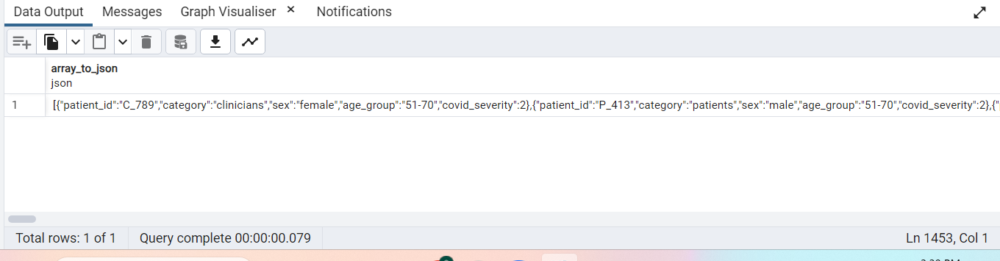 Data Output Messages Graph Visualiser × Notifications
array_to_json
json
1 [{"patient_id":"C_789","category":"clinicians","sex":"female","age_group":"51-70","covid_severity":2},{"patient_id":"P_413","category":"patients","sex":"male","age_group":"51-70","covid_severity":2},{"
Total rows: 1 of 1 Query complete 00:00:00.079 Ln 1453, Col 1